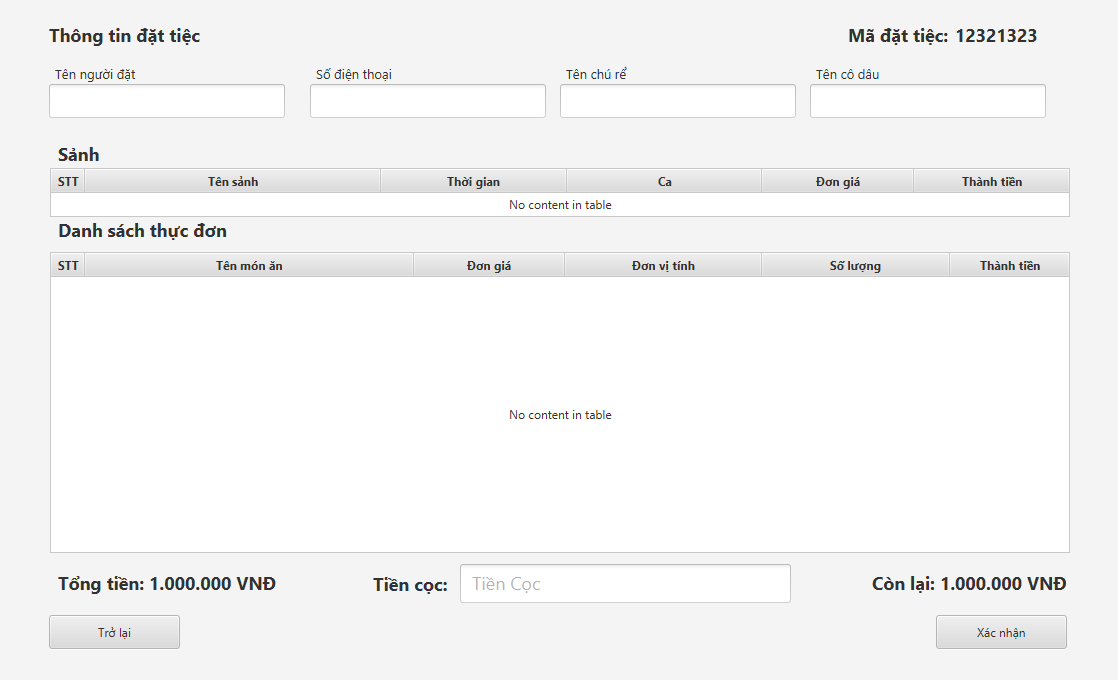 Thông tin đặt tiệc Mã đặt tiệc: 12321323
Tên người đặt Số điện thoại Tên chú rể Tên cô dâu
Sảnh
STT Tên sảnh Thời gian Ca Đơn giá Thành tiền
No content in table
Danh sách thực đơn
STT Tên món ăn Đơn giá Đơn vị tính Số lượng Thành tiền
No content in table
Tổng tiền: 1.000.000 VNĐ Tiền cọc: Tiền Cọc Còn lại: 1.000.000 VNĐ
Trở lại Xác nhận